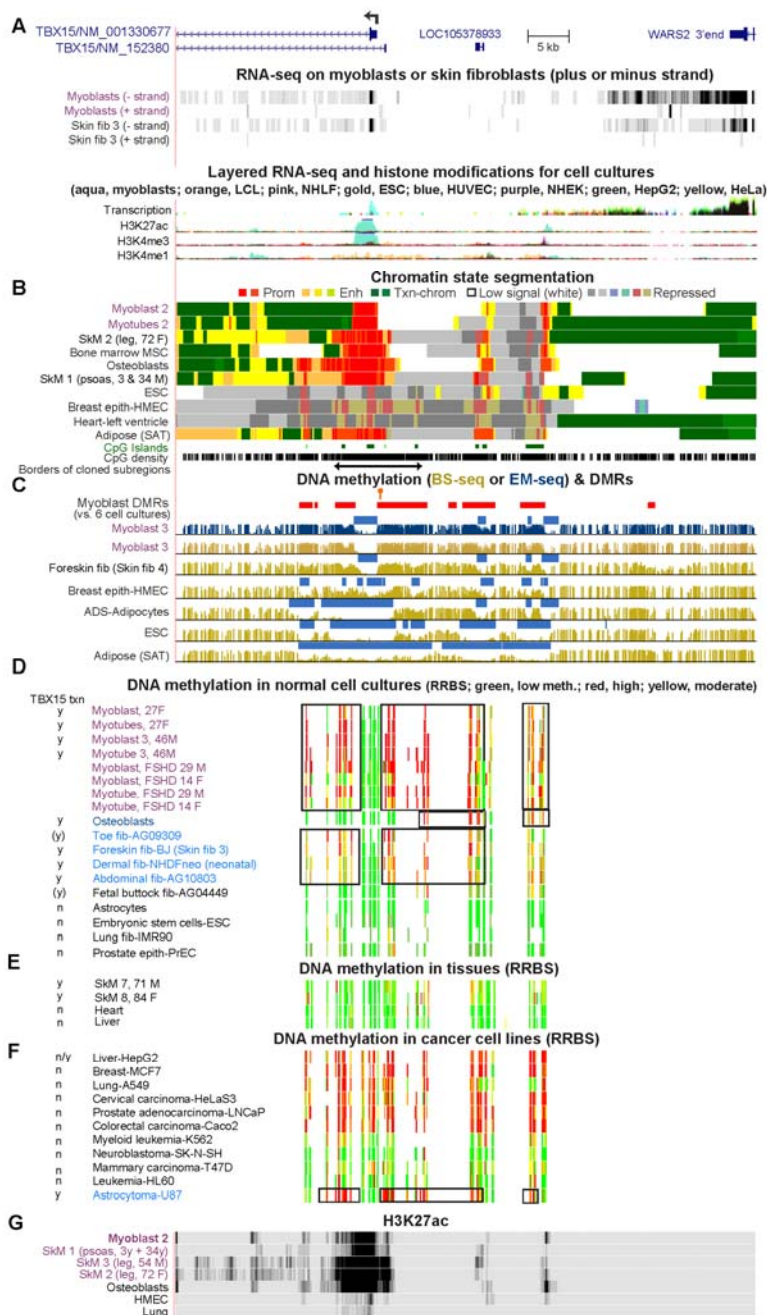 A
TBX15/NM_001330677
TBX15/NM_152380
LOC105378933
5 kb
WARS2 3'end
RNA-seq on myoblasts or skin fibroblasts (plus or minus strand)
Myoblasts (- strand)
Myoblasts (+ strand)
Skin fib 3 (- strand)
Skin fib 3 (+ strand)
Layered RNA-seq and histone modifications for cell cultures
(aqua, myoblasts; orange, LCL; pink, NHLF; gold, ESC; blue, HUVEC; purple, NHEK; green, HepG2; yellow, HeLa)
Transcription
H3K27ac
H3K4me3
H3K4me1
Chromatin state segmentation
B
Prom Enh Txn-chrom Low signal (white) Repressed
Myoblast 2
Myotubes 2
SkM 2 (leg, 72 F)
Bone marrow MSC
Osteoblasts
SkM 1 (psoas, 3 & 34 M)
ESC
Breast epith-HMEC
Heart-left ventricle
Adipose (SAT)
CpG Islands
CpG density
Borders of cloned subregions
C
DNA methylation (BS-seq or EM-seq) & DMRs
Myoblast DMRs
(vs. 6 cell cultures)
Myoblast 3
Myoblast 3
Foreskin fib (Skin fib 4)
Breast epith-HMEC
ADS-Adipocytes
ESC
Adipose (SAT)
D
DNA methylation in normal cell cultures (RRBS; green, low meth.; red, high; yellow, moderate)
TBX15 txn
y Myoblast, 27F
y Myotubes, 27F
y Myoblast 3, 46M
y Myotube 3, 46M
Myoblast, FSHD 29 M
Myoblast, FSHD 14 F
Myotube, FSHD 29 M
Myotube, FSHD 14 F
y Osteoblasts
(y) Toe fib-AG09309
y Foreskin fib-BJ (Skin fib 3)
y Dermal fib-NHDFneo (neonatal)
y Abdominal fib-AG10803
(y) Fetal buttock fib-AG04449
n Astrocytes
n Embryonic stem cells-ESC
n Lung fib-IMR90
n Prostate epith-PrEC
E
DNA methylation in tissues (RRBS)
y SkM 7, 71 M
y SkM 8, 84 F
n Heart
n Liver
F
DNA methylation in cancer cell lines (RRBS)
n/y Liver-HepG2
n Breast-MCF7
n Lung-A549
n Cervical carcinoma-HeLaS3
n Prostate adenocarcinoma-LNCaP
n Colorectal carcinoma-Caco2
n Myeloid leukemia-K562
n Neuroblastoma-SK-N-SH
n Mammary carcinoma-T47D
n Leukemia-HL60
y Astrocytoma-U87
G
H3K27ac
Myoblast 2
SkM 1 (psoas, 3y + 34y)
SkM 3 (leg, 54 M)
SkM 2 (leg, 72 F)
Osteoblasts
HMEC
Lung